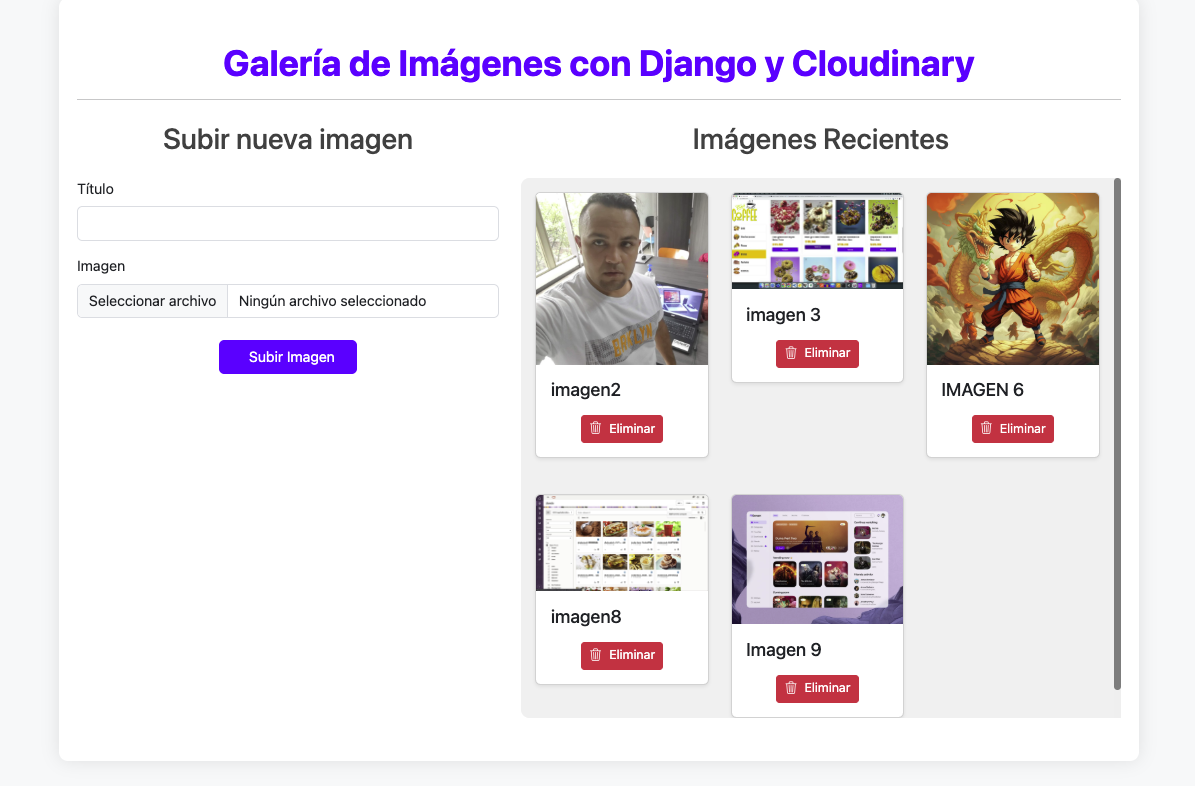 Galería de Imágenes con Django y Cloudinary
Subir nueva imagen
Título
Imagen
Seleccionar archivo
Ningún archivo seleccionado
Subir Imagen
Imágenes Recientes
imagen2
Eliminar
COFFEE
imagen 3
Eliminar
IMAGEN 6
Eliminar
imagen8
Eliminar
Imagen 9
Eliminar